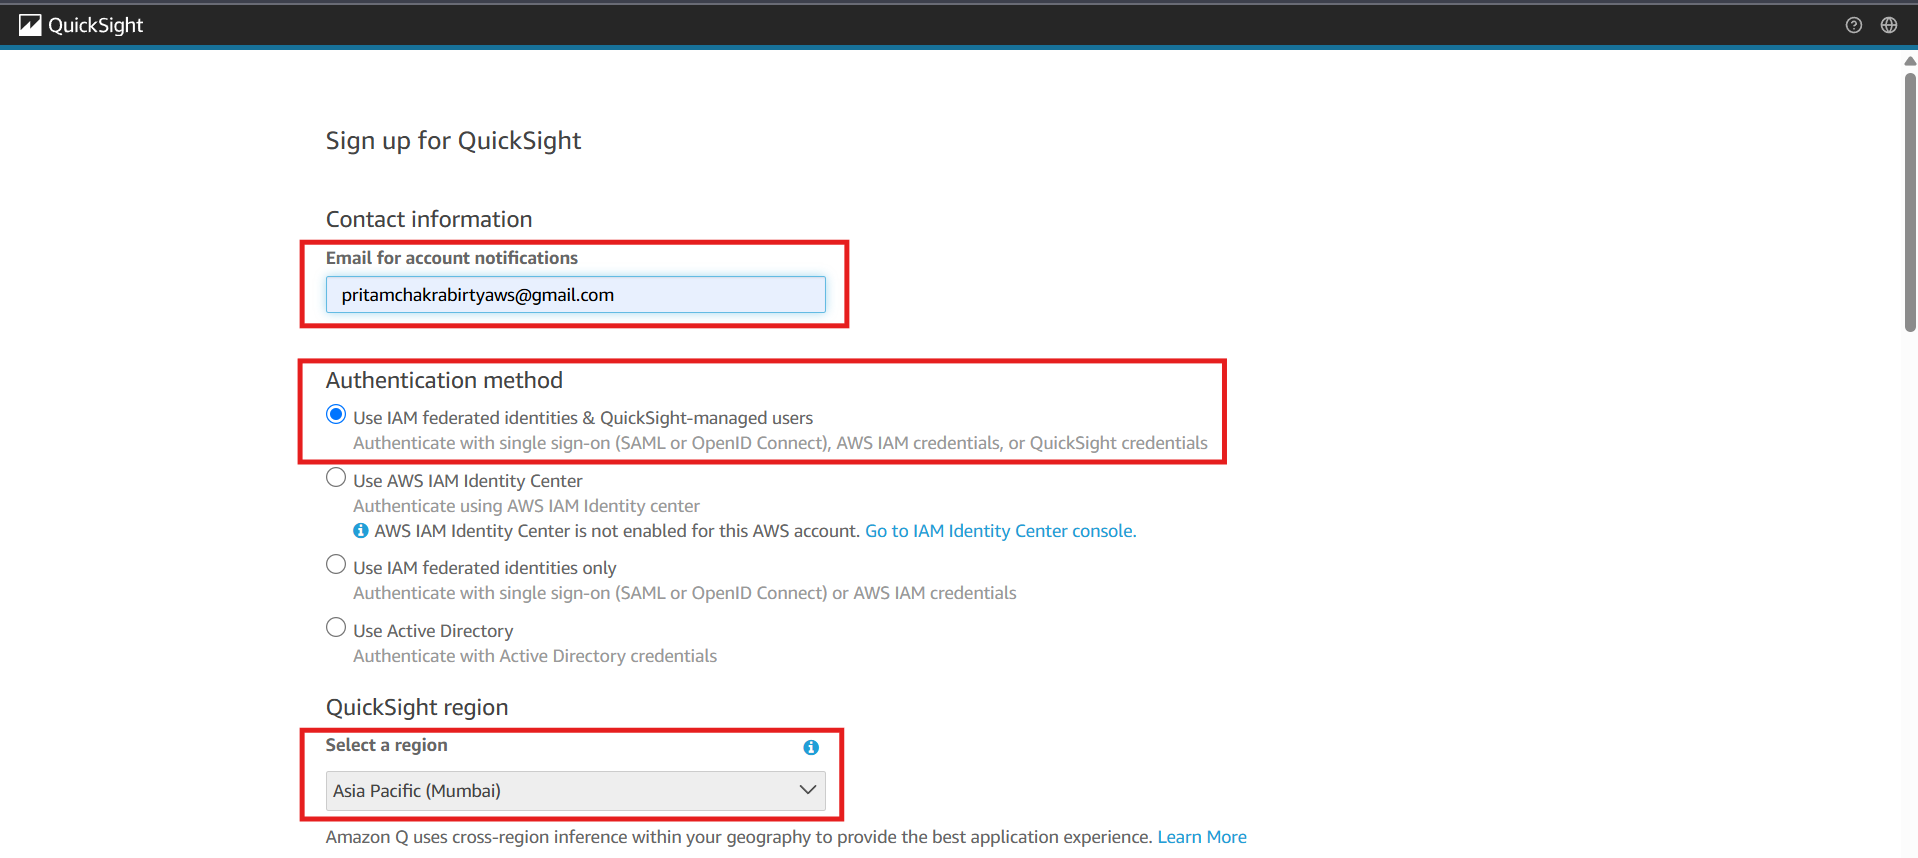 QuickSight
Sign up for QuickSight
Contact information
Email for account notifications
pritamchakrabirtyaws@gmail.com
Authentication method
Use IAM federated identities & QuickSight-managed users
Authenticate with single sign-on (SAML or OpenID Connect), AWS IAM credentials, or QuickSight credentials
Use AWS IAM Identity Center
Authenticate using AWS IAM Identity center
AWS IAM Identity Center is not enabled for this AWS account. Go to IAM Identity Center console.
Use IAM federated identities only
Authenticate with single sign-on (SAML or OpenID Connect) or AWS IAM credentials
Use Active Directory
Authenticate with Active Directory credentials
QuickSight region
Select a region
Asia Pacific (Mumbai)
Amazon Q uses cross-region inference within your geography to provide the best application experience. Learn More